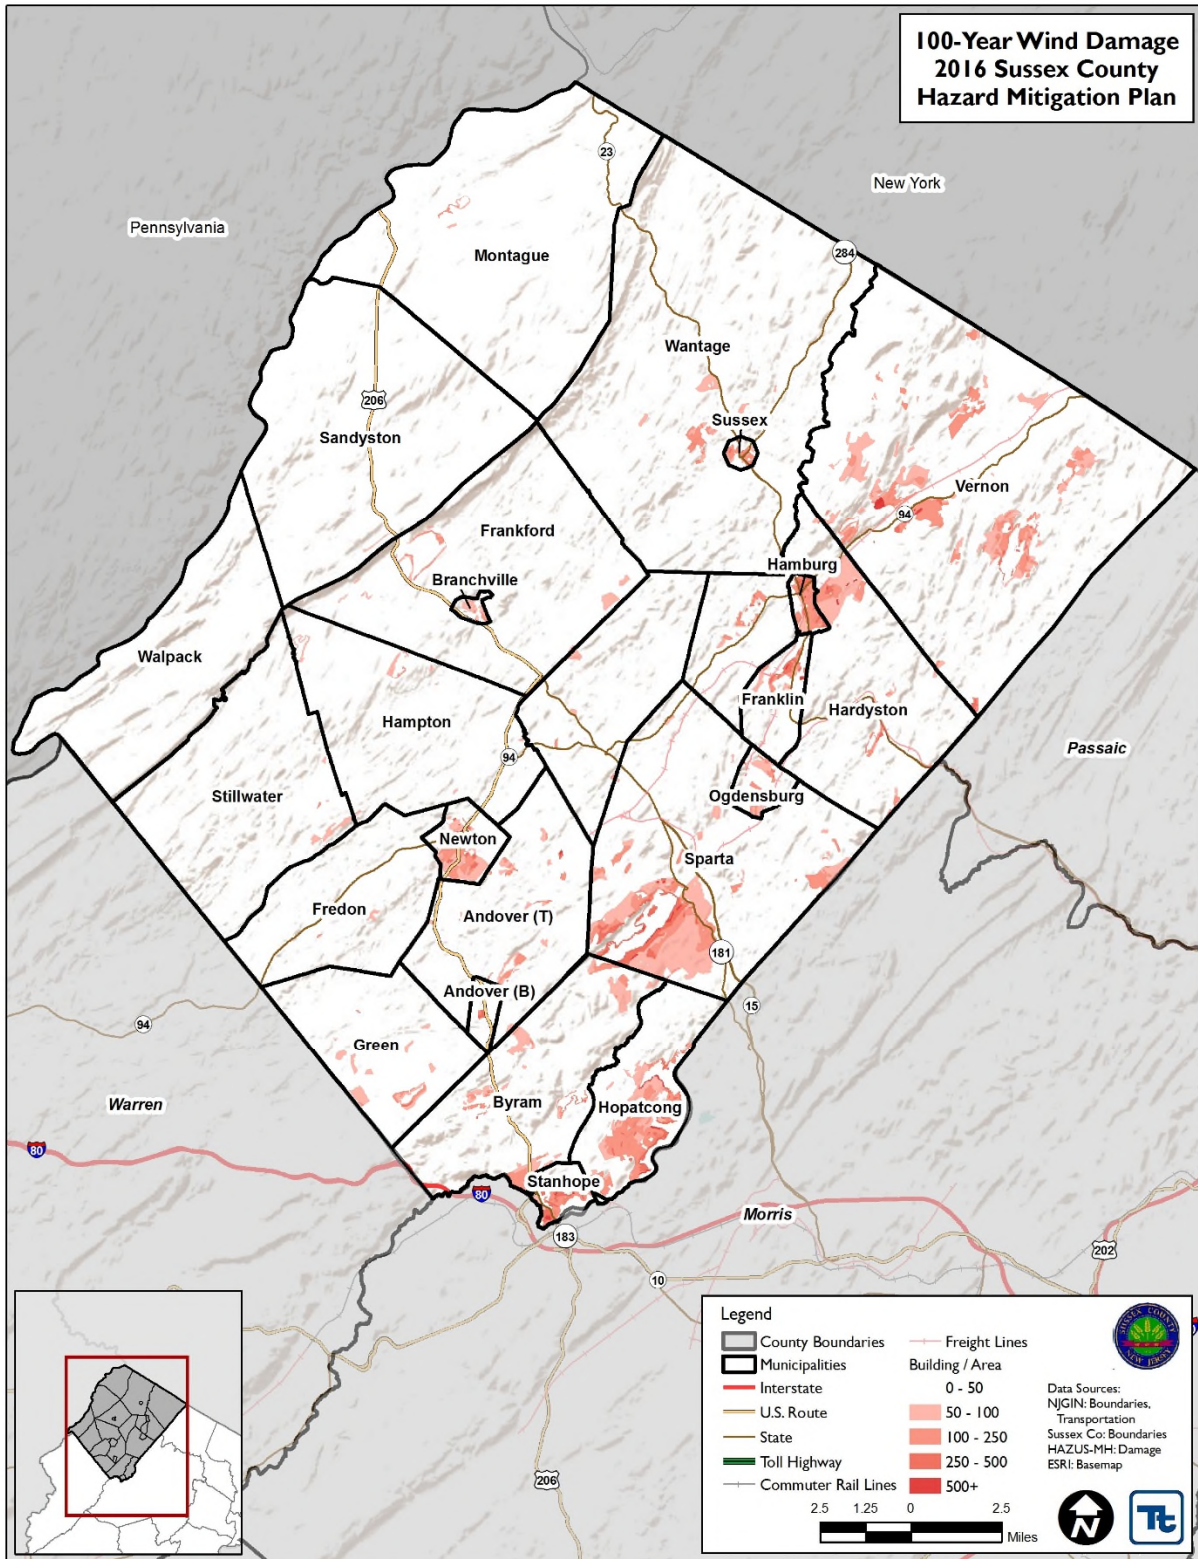 100-Year Wind Damage
2016 Sussex County
Hazard Mitigation Plan
New York
Pennsylvania
23
284
Montague
Wantage
206
Sandyston
Sussex
Vernon
94
Frankford
Hamburg
Branchville
Walpack
Franklin
Hardyston
Hampton
94
Passaic
Stillwater
Ogdensburg
Newton
Sparta
Fredon
Andover (T)
181
Andover (B)
15
94
Green
Warren
Byram
Hopatcong
80
Stanhope
80
Morris
183
202
10
206
Legend
County Boundaries
Municipalities
Interstate
U.S. Route
State
Toll Highway
Commuter Rail Lines
Freight Lines
Building / Area
0 - 50
50 - 100
100 - 250
250 - 500
500+
SUSSEX COUNTY
NEW JERSEY
Data Sources:
NJGIN: Boundaries,
Transportation
Sussex Co: Boundaries
HAZUS-MH: Damage
ESRI: Basemap
2.5 1.25 0 2.5
Miles
N
Tt